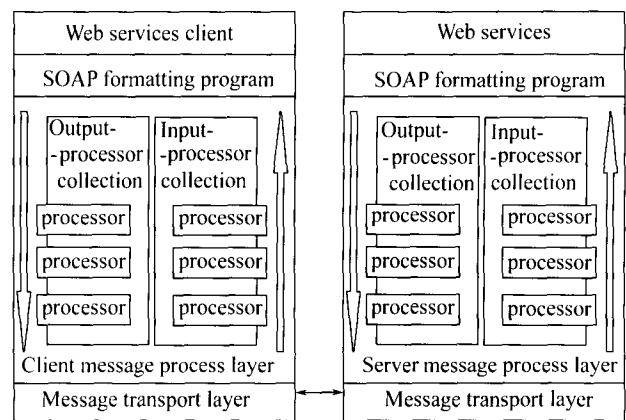 Web services client
SOAP formatting program
Output-
-processor
collection
Input-
-processor
collection
processor
processor
processor
processor
processor
processor
Client message process layer
Message transport layer
Web services
SOAP formatting program
Output-
-processor
collection
Input-
-processor
collection
processor
processor
processor
processor
processor
processor
Server message process layer
Message transport layer